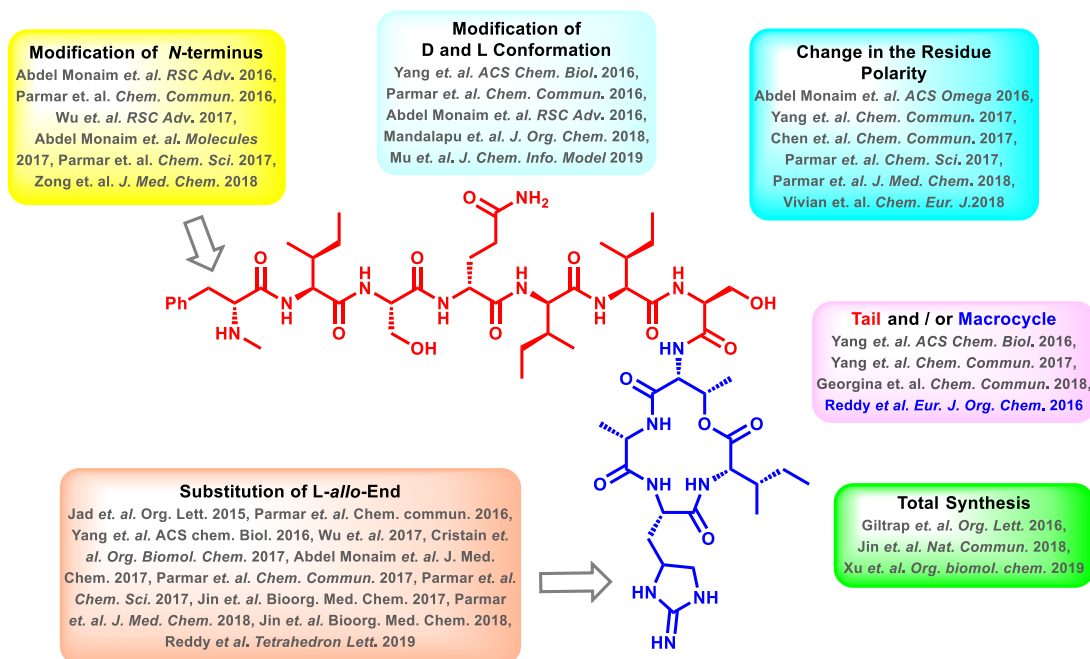 Modification of N-terminus
Abdel Monaim et. al. RSC Adv. 2016,
Parmar et. al. Chem. Commun. 2016,
Wu et. al. RSC Adv. 2017,
Abdel Monaim et. al. Molecules
2017, Parmar et. al. Chem. Sci. 2017,
Zong et. al. J. Med. Chem. 2018
Modification of
D and L Conformation
Yang et. al. ACS Chem. Biol. 2016,
Parmar et. al. Chem. Commun. 2016,
Abdel Monaim et. al. RSC Adv. 2016,
Mandalapu et. al. J. Org. Chem. 2018,
Mu et. al. J. Chem. Info. Model 2019
Change in the Residue
Polarity
Abdel Monaim et. al. ACS Omega 2016,
Yang et. al. Chem. Commun. 2017,
Chen et. al. Chem. Commun. 2017,
Parmar et. al. Chem. Sci. 2017,
Parmar et. al. J. Med. Chem. 2018,
Vivian et. al. Chem. Eur. J.2018
O
NH2
O
H
N
O
H
N
O
H
N
O
H
N
Ph
HN
N
H
O
OH
N
H
O
N
H
O
OH
HN
O
O
NH
O
O
O
NH
HN
O
HN
NH
HN
Tail and / or Macrocycle
Yang et. al. ACS Chem. Biol. 2016,
Yang et. al. Chem. Commun. 2017,
Georgina et. al. Chem. Commun. 2018,
Reddy et al. Eur. J. Org. Chem. 2016
Substitution of L-allo-End
Jad et. al. Org. Lett. 2015, Parmar et. al. Chem. commun. 2016,
Yang et. al. ACS chem. Biol. 2016, Wu et. al. 2017, Cristain et.
al. Org. Biomol. Chem. 2017, Abdel Monaim et. al. J. Med.
Chem. 2017, Parmar et. al. Chem. Commun. 2017, Parmar et. al.
Chem. Sci. 2017, Jin et. al. Bioorg. Med. Chem. 2017, Parmar
et. al. J. Med. Chem. 2018, Jin et. al. Bioorg. Med. Chem. 2018,
Reddy et al. Tetrahedron Lett. 2019
Total Synthesis
Giltrap et. al. Org. Lett. 2016,
Jin et. al. Nat. Commun. 2018,
Xu et. al. Org. biomol. chem. 2019